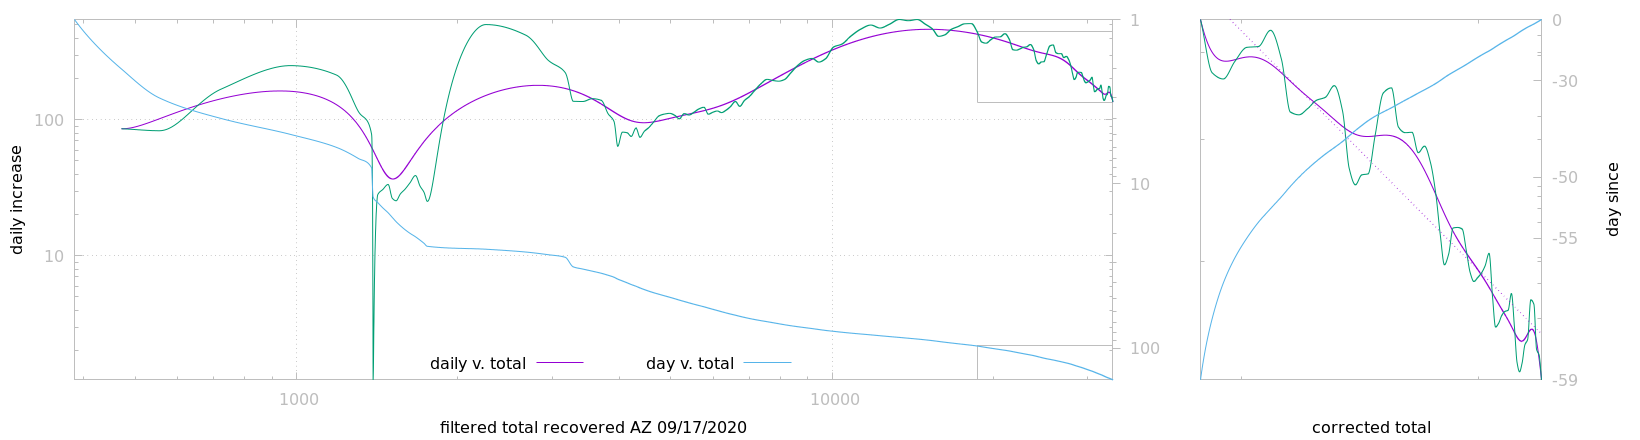 1
0
-30
100
10
daily increase
-50
day since
-55
10
100
daily v. total
day v. total
-59
1000
10000
filtered total recovered AZ 09/17/2020
corrected total